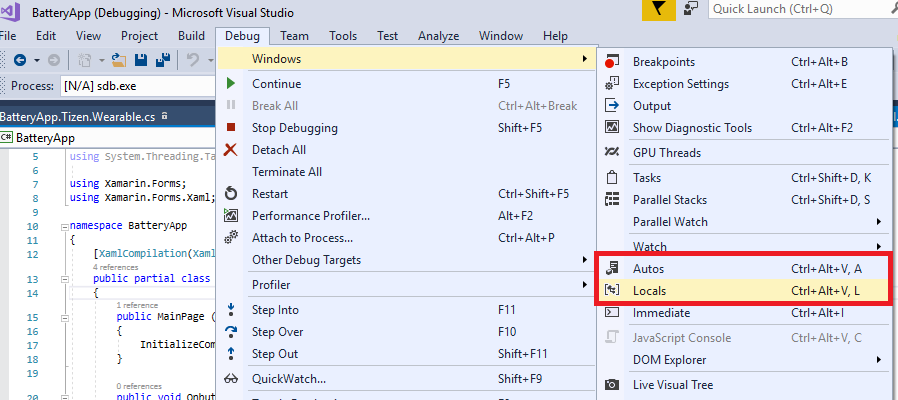 BatteryApp (Debugging) - Microsoft Visual Studio
Quick Launch (Ctrl+Q)
File Edit View Project Build Debug Team Tools Test Analyze Window Help
Process: [N/A] sdb.exe
BatteryApp.Tizen.Wearable.cs
C# BatteryApp
5 using System.Threading.Ta
6
7 using Xamarin.Forms;
8 using Xamarin.Forms.Xaml;
9
10 namespace BatteryApp
11 {
12 [XamlCompilation(Xaml
4 references
13 public partial class
14 {
1 reference
15 public MainPage (
16 {
17 InitializeCom
18 }
19
0 references
20 public void Onbut
Windows
Continue F5
Break All Ctrl+Alt+Break
Stop Debugging Shift+F5
Detach All
Terminate All
Restart Ctrl+Shift+F5
Performance Profiler... Alt+F2
Attach to Process... Ctrl+Alt+P
Other Debug Targets
Profiler
Step Into F11
Step Over F10
Step Out Shift+F11
QuickWatch... Shift+F9
Breakpoints Ctrl+Alt+B
Exception Settings Ctrl+Alt+E
Output
Show Diagnostic Tools Ctrl+Alt+F2
GPU Threads
Tasks Ctrl+Shift+D, K
Parallel Stacks Ctrl+Shift+D, S
Parallel Watch
Watch
Autos Ctrl+Alt+V, A
Locals Ctrl+Alt+V, L
Immediate Ctrl+Alt+I
JavaScript Console Ctrl+Alt+V, C
DOM Explorer
Live Visual Tree